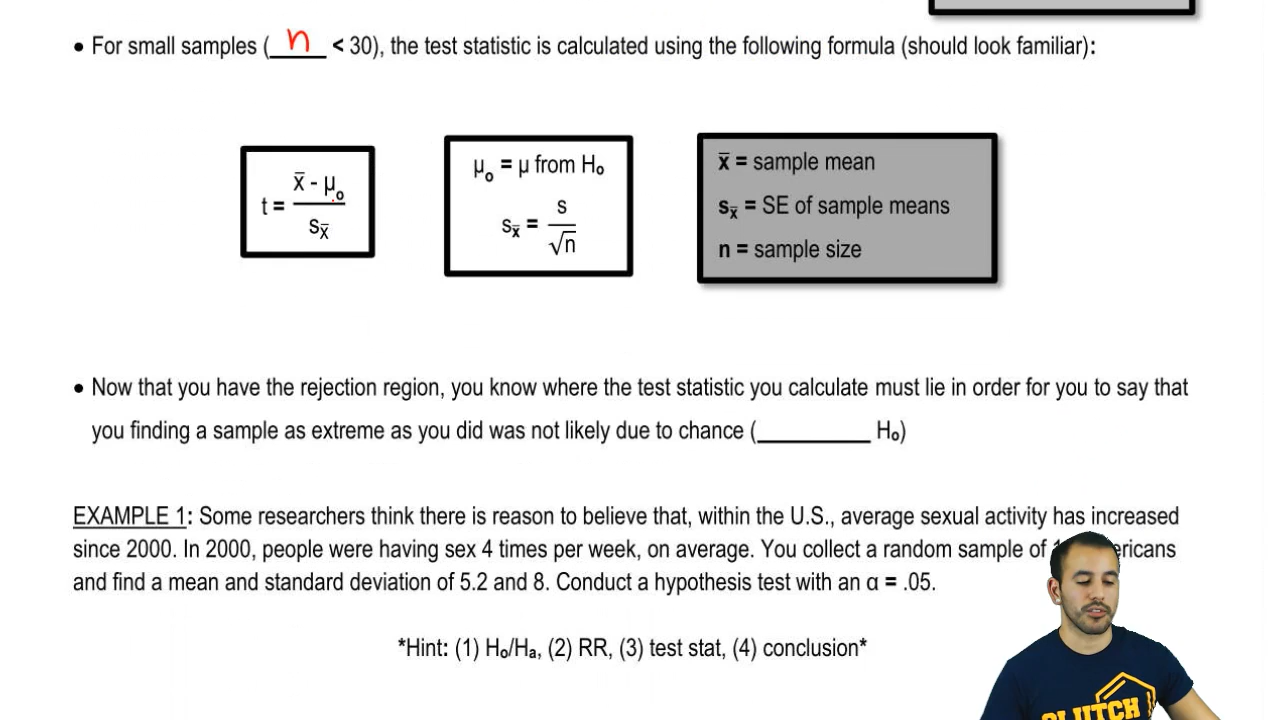 • For small samples (n < 30), the test statistic is calculated using the following formula (should look familiar):
t = x̄ - μ₀ / sx̄
μ₀ = μ from H₀
sx̄ = s / √n
x̄ = sample mean
sx̄ = SE of sample means
n = sample size
• Now that you have the rejection region, you know where the test statistic you calculate must lie in order for you to say that
you finding a sample as extreme as you did was not likely due to chance (__________ H₀)
EXAMPLE 1: Some researchers think there is reason to believe that, within the U.S., average sexual activity has increased
since 2000. In 2000, people were having sex 4 times per week, on average. You collect a random sample of
and find a mean and standard deviation of 5.2 and 8. Conduct a hypothesis test with an α = .05.
*Hint: (1) H₀/Hₐ, (2) RR, (3) test stat, (4) conclusion*
CLUTCH